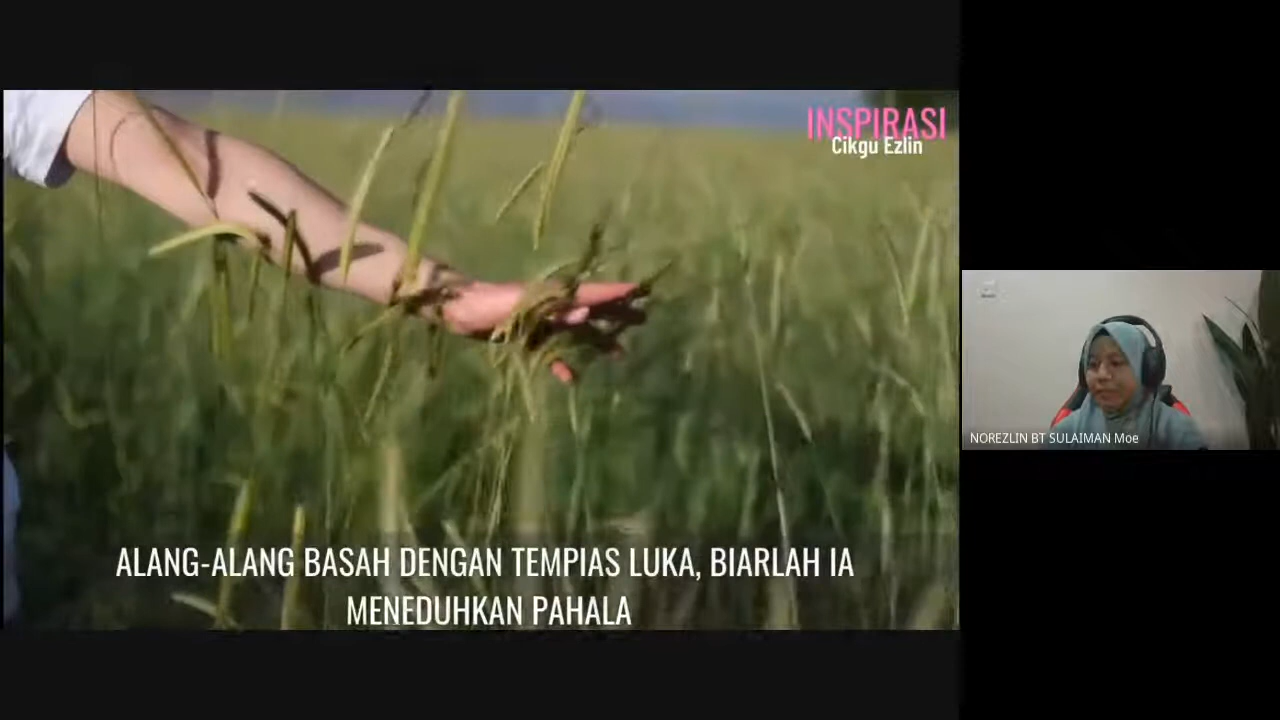 INSPIRASI
Cikgu Ezlin
NOREZLIN BT SULAIMAN Moe
ALANG-ALANG BASAH DENGAN TEMPIAS LUKA, BIARLAH IA
MENEDUHKAN PAHALA